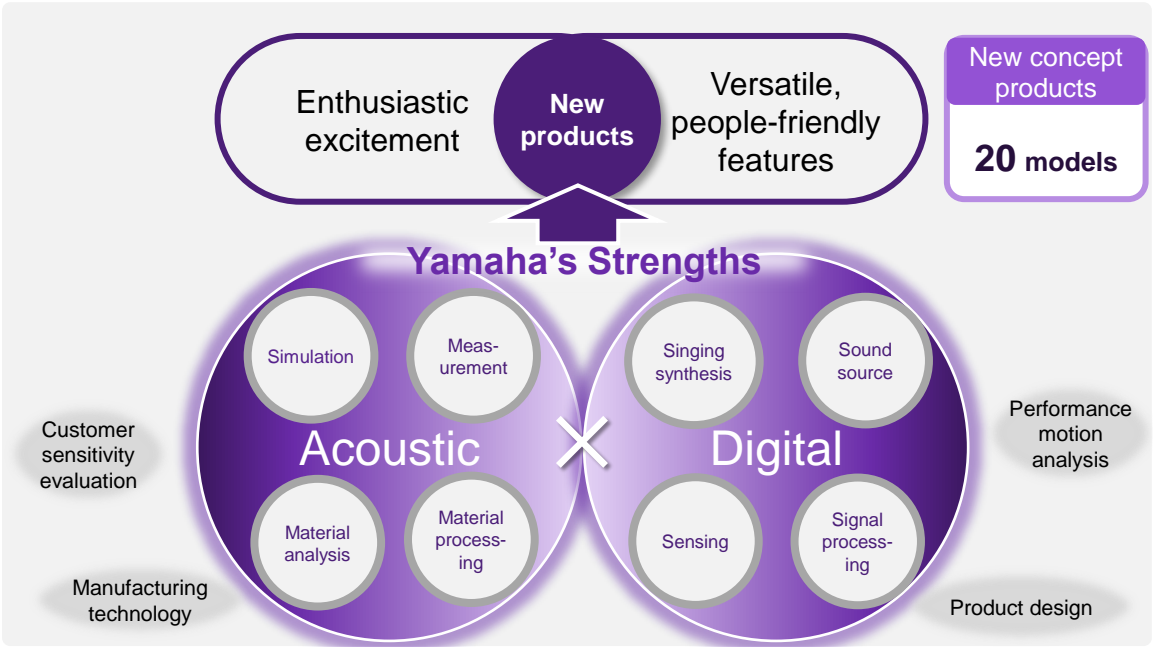 Enthusiastic
excitement
New
products
Versatile,
people-friendly
features
New concept
products
20 models
Yamaha’s Strengths
Simulation
Meas-
urement
Singing
synthesis
Sound
source
Customer
sensitivity
evaluation
Acoustic
×
Digital
Performance
motion
analysis
Material
analysis
Material
process-
ing
Sensing
Signal
process-
ing
Manufacturing
technology
Product design